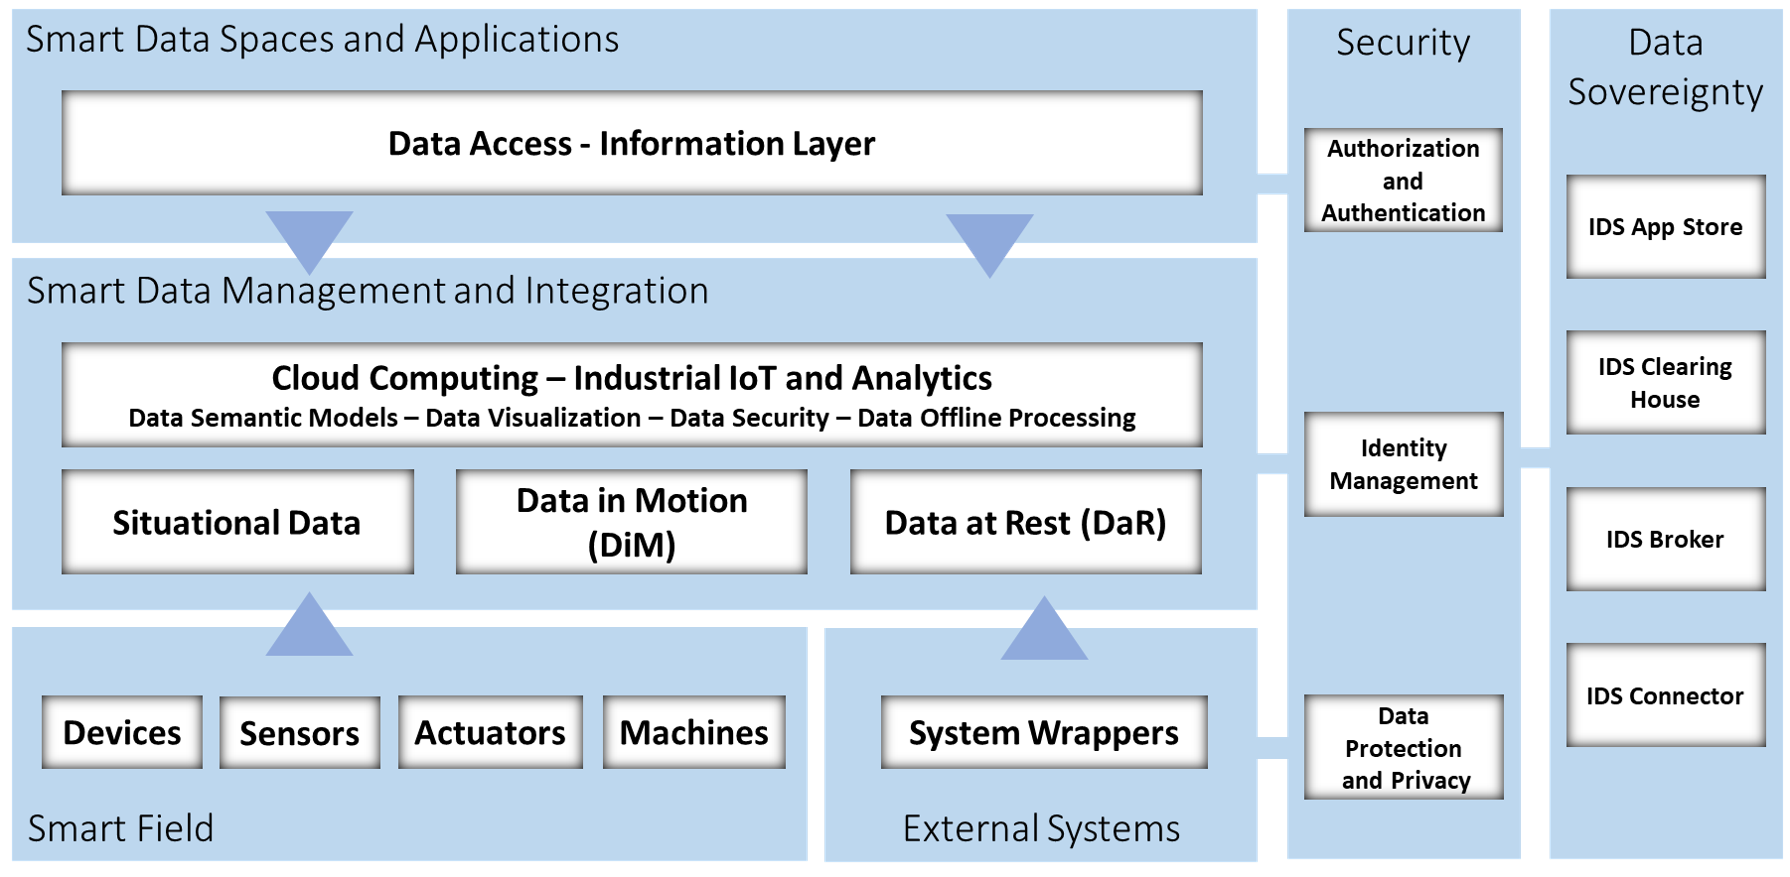 Smart Data Spaces and Applications
Data Access - Information Layer
Smart Data Management and Integration
Cloud Computing – Industrial IoT and Analytics
Data Semantic Models – Data Visualization – Data Security – Data Offline Processing
Situational Data
Data in Motion
(DiM)
Data at Rest (DaR)
Devices
Sensors
Actuators
Machines
Smart Field
System Wrappers
External Systems
Security
Authorization
and
Authentication
Identity
Management
Data
Protection
and Privacy
Data
Sovereignty
IDS App Store
IDS Clearing
House
IDS Broker
IDS Connector